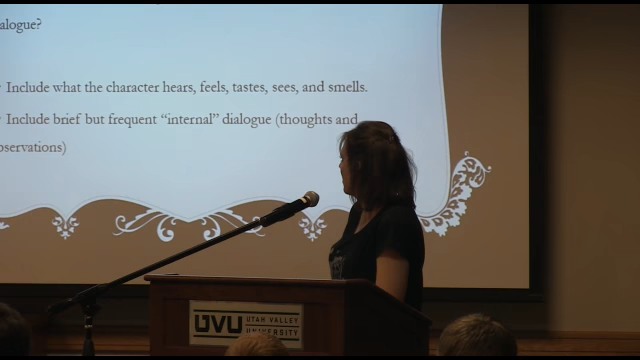 alogue?
Include what the character hears, feels, tastes, sees, and smells.
Include brief but frequent “internal” dialogue (thoughts and
bservations)
UVU UTAH VALLEY
UNIVERSITY